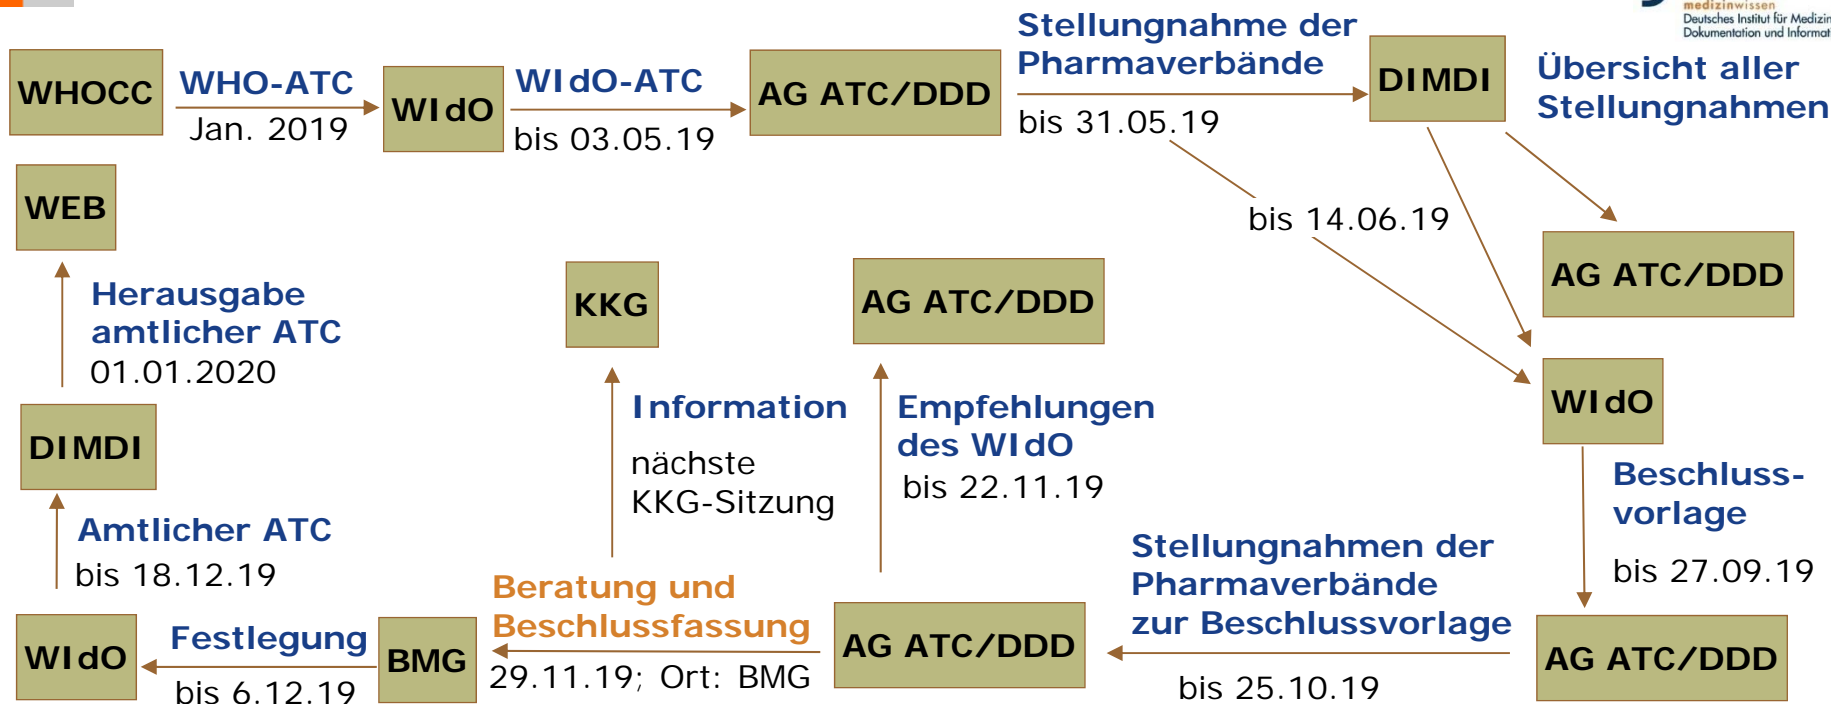 medizinwissen
Deutsches Institut für Medizin
Dokumentation und Informat
WHOCC
WHO-ATC
Jan. 2019
WIdO
WIdO-ATC
bis 03.05.19
AG ATC/DDD
Stellungnahme der
Pharmaverbände
bis 31.05.19
DIMDI
Übersicht aller
Stellungnahmen
bis 14.06.19
AG ATC/DDD
WEB
Herausgabe
amtlicher ATC
01.01.2020
KKG
AG ATC/DDD
WIdO
DIMDI
Information
nächste
KKG-Sitzung
Empfehlungen
des WIdO
bis 22.11.19
Beschluss-
vorlage
bis 27.09.19
Amtlicher ATC
bis 18.12.19
WIdO
Festlegung
bis 6.12.19
BMG
Beratung und
Beschlussfassung
29.11.19; Ort: BMG
AG ATC/DDD
Stellungnahmen der
Pharmaverbände
zur Beschlussvorlage
bis 25.10.19
AG ATC/DDD